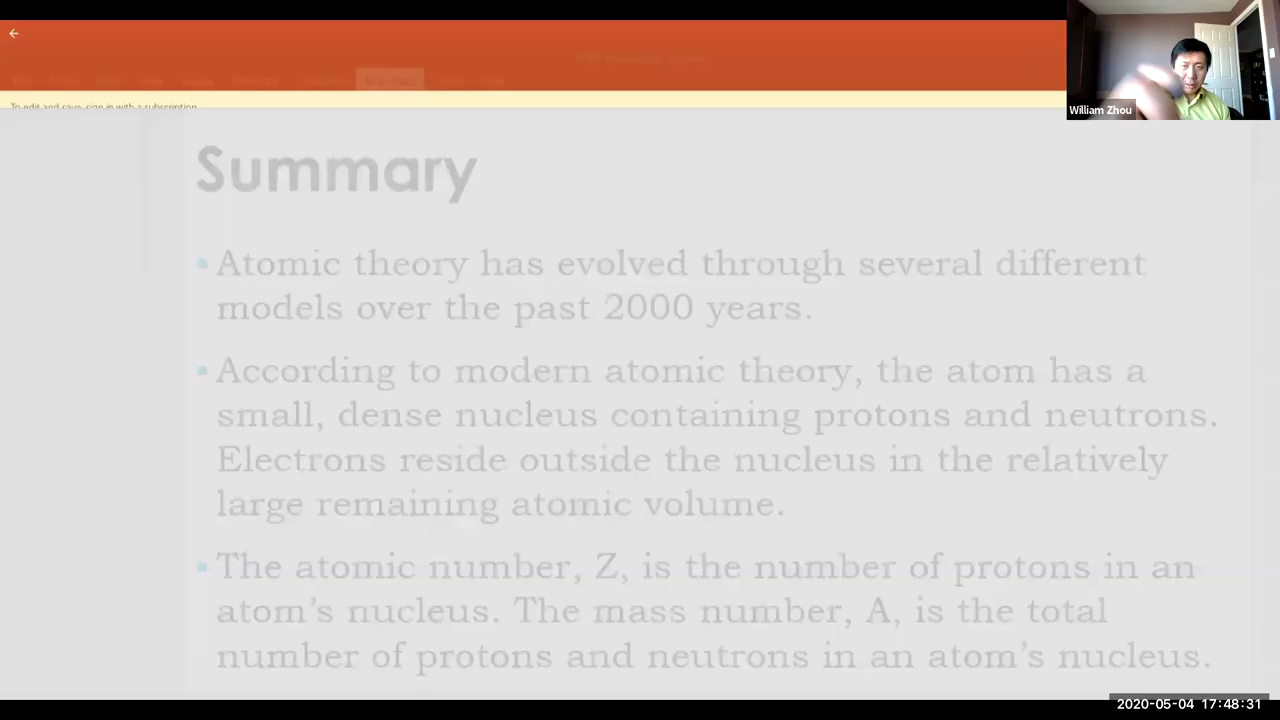 To edit and save, sign in with a subscription.
William Zhou
Summary
Atomic theory has evolved through several different
models over the past 2000 years.
According to modern atomic theory, the atom has a
small, dense nucleus containing protons and neutrons.
Electrons reside outside the nucleus in the relatively
large remaining atomic volume.
The atomic number, Z, is the number of protons in an
atom’s nucleus. The mass number, A, is the total
number of protons and neutrons in an atom’s nucleus.
2020-05-04 17:48:31